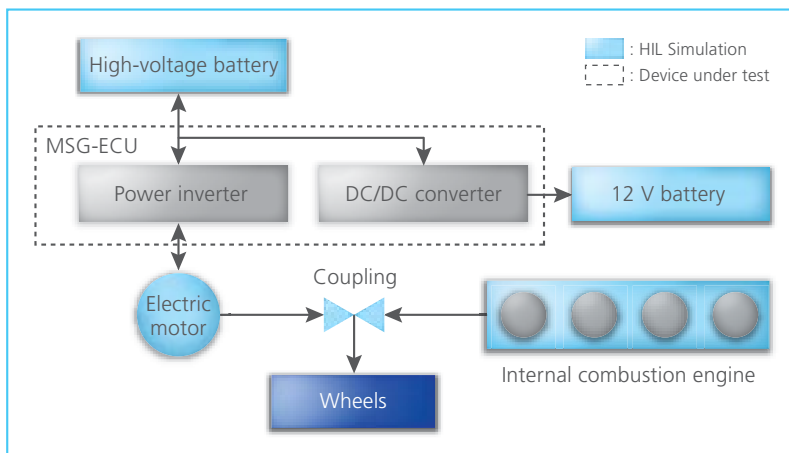 High-voltage battery
: HIL Simulation
: Device under test
MSG-ECU
Power inverter
DC/DC converter
12 V battery
Coupling
Electric
motor
Internal combustion engine
Wheels